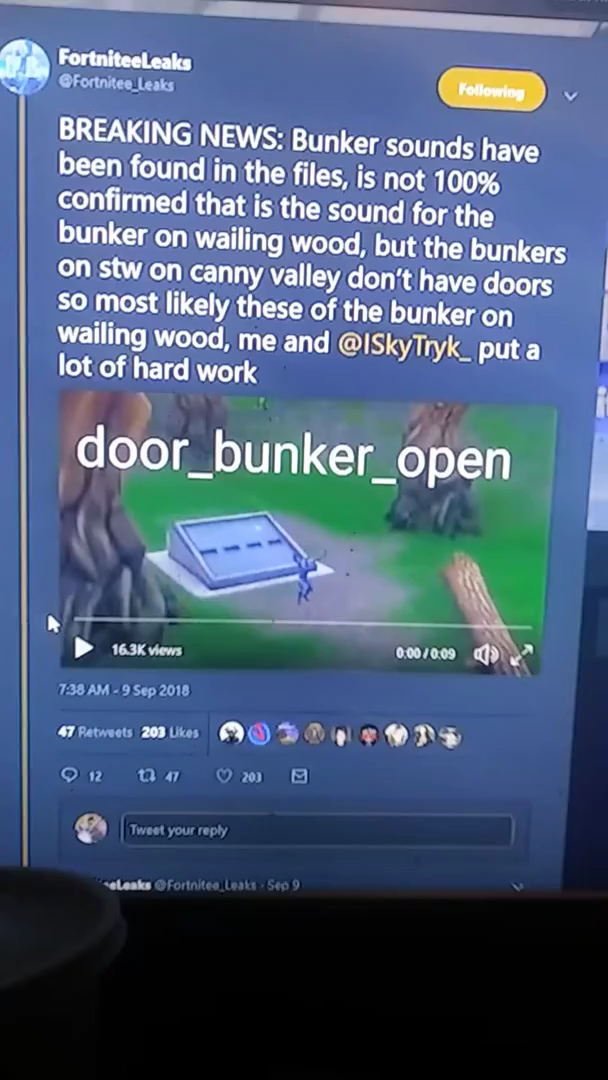 FortniteeLeaks
@Fortnitee_Leaks
Following
BREAKING NEWS: Bunker sounds have
been found in the files, is not 100%
confirmed that is the sound for the
bunker on wailing wood, but the bunkers
on stw on canny valley don't have doors
so most likely these of the bunker on
wailing wood, me and @ISkyTryk_ put a
lot of hard work
door_bunker_open
16.3K views
0:00 / 0:09
7:38 AM - 9 Sep 2018
47 Retweets 203 Likes
12 47 203
Tweet your reply
eeLeaks @Fortnitee_Leaks · Sep 9